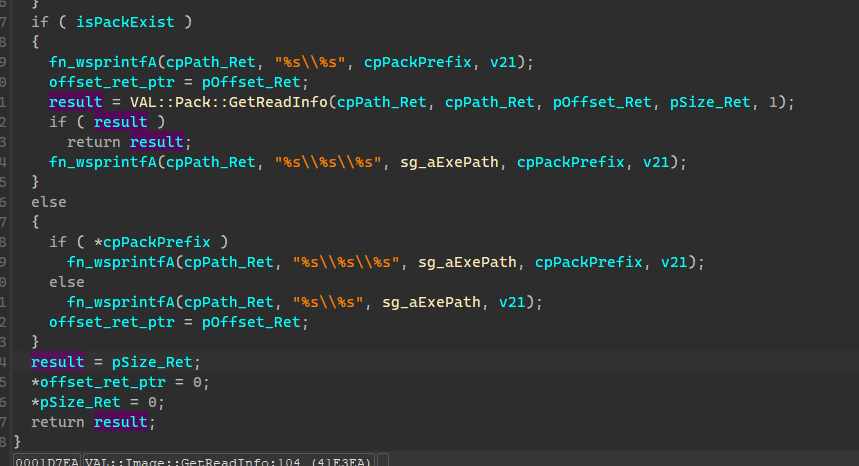 }
7 if ( isPackExist )
8 {
9 fn_wsprintfA(cpPath_Ret, "%s\\%s", cpPackPrefix, v21);
0 offset_ret_ptr = pOffset_Ret;
1 result = VAL::Pack::GetReadInfo(cpPath_Ret, cpPath_Ret, pOffset_Ret, pSize_Ret, 1);
2 if ( result )
3 return result;
4 fn_wsprintfA(cpPath_Ret, "%s\\%s\\%s", sg_aExePath, cpPackPrefix, v21);
5 }
6 else
7 {
8 if ( *cpPackPrefix )
9 fn_wsprintfA(cpPath_Ret, "%s\\%s\\%s", sg_aExePath, cpPackPrefix, v21);
0 else
1 fn_wsprintfA(cpPath_Ret, "%s\\%s", sg_aExePath, v21);
2 offset_ret_ptr = pOffset_Ret;
3 }
4 result = pSize_Ret;
5 *offset_ret_ptr = 0;
6 *pSize_Ret = 0;
7 return result;
8 }
0001D7EA VAL::Image::GetReadInfo:104 (41E3EA)